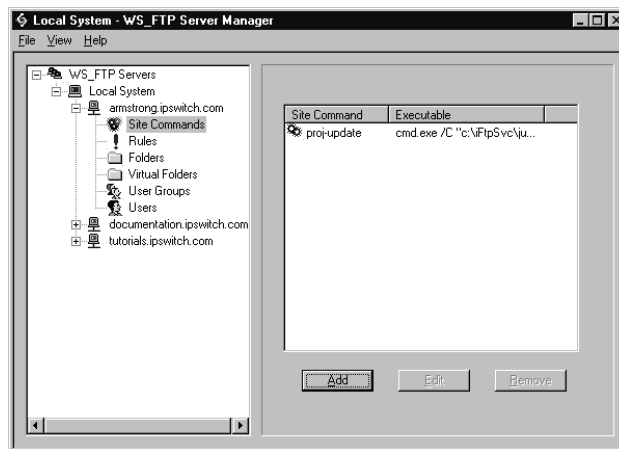 Local System - WS_FTP Server Manager
File View Help
WS_FTP Servers
Local System
armstrong.ipswitch.com
Site Commands
Rules
Folders
Virtual Folders
User Groups
Users
documentation.ipswitch.com
tutorials.ipswitch.com
Site Command Executable
proj-update cmd.exe /C "c:\iFtpSvc\ju...
Add Edit Remove